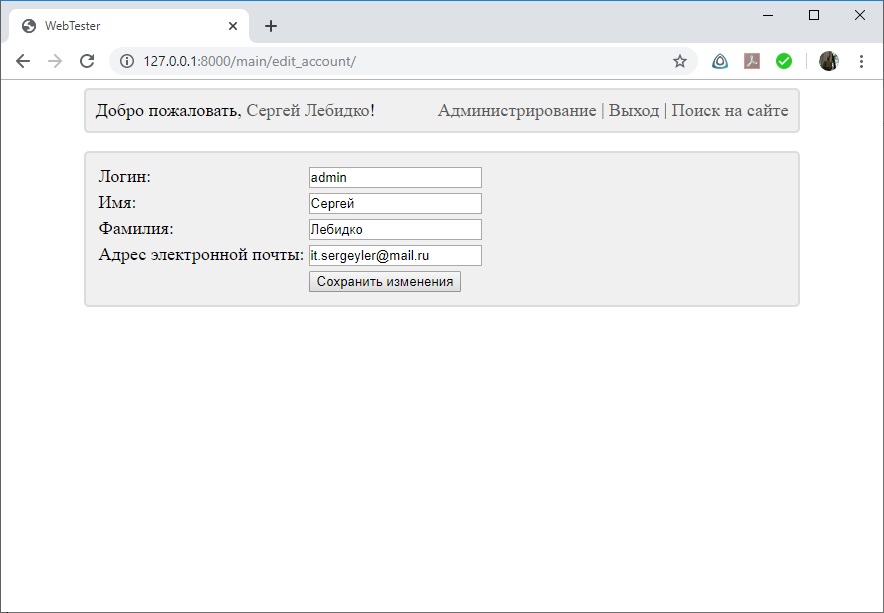 WebTester
127.0.0.1:8000/main/edit_account/
Добро пожаловать, Сергей Лебидко! Администрирование | Выход | Поиск на сайте
Логин: admin
Имя: Сергей
Фамилия: Лебидко
Адрес электронной почты: it.sergeyler@mail.ru
Сохранить изменения